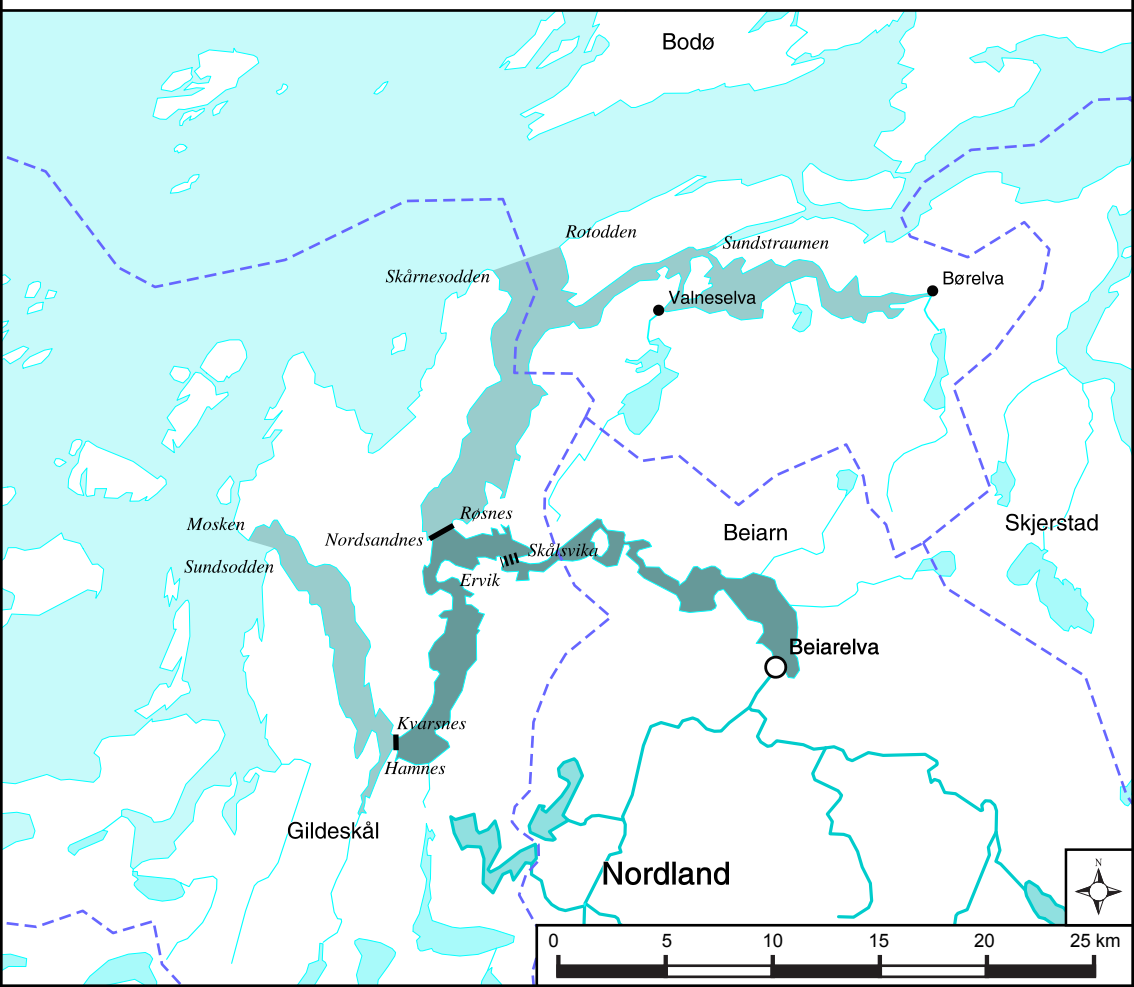 Bodø
Rotodden
Sundstraumen
Skårnesodden
Børelva
Valneselva
Røsnes
Mosken
Nordsandnes
Skjerstad
Beiarn
Skålsvika
Sundsodden
Ervik
Beiarelva
Kvarsnes
Hamnes
Gildeskål
Nordland
N
0 5 10 15 20 25 km